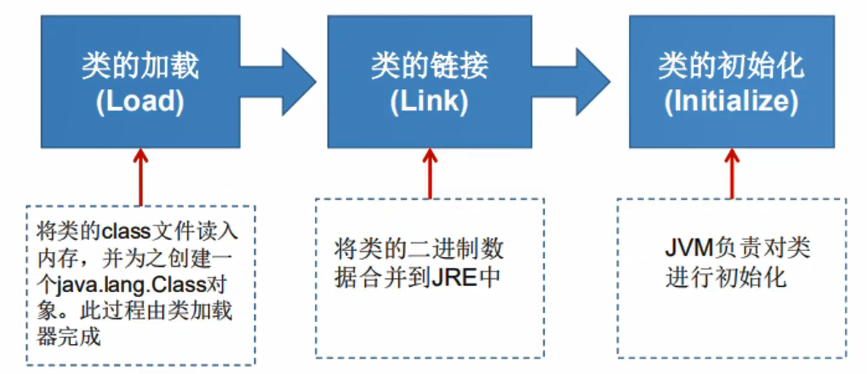 类的加载
(Load)
类的链接
(Link)
类的初始化
(Initialize)
将类的class文件读入
内存，并为之创建一
个java.lang.Class对
象。此过程由类加载
器完成
将类的二进制数
据合并到JRE中
JVM负责对类
进行初始化